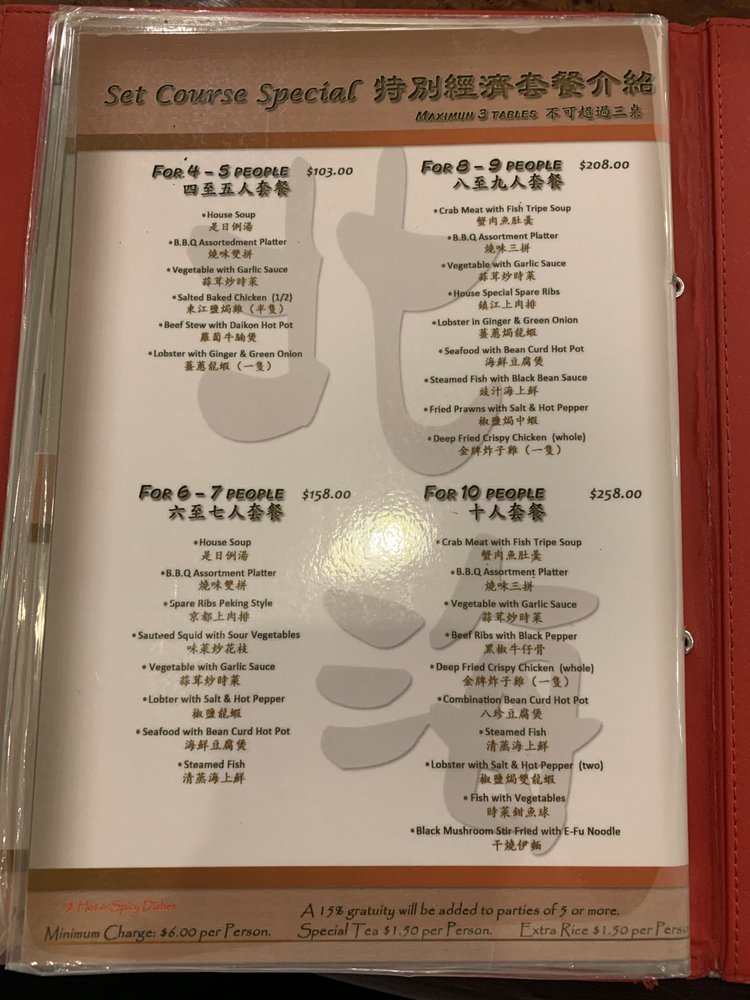 Set Course Special 特別經濟套餐介紹
MAXIMUN 3 TABLES 不可超過三桌
FOR 4 - 5 PEOPLE $103.00
四至五人套餐
•House Soup
是日例湯
•B.B.Q Assortedment Platter
燒味雙拼
•Vegetable with Garlic Sauce
蒜茸炒時菜
•Salted Baked Chicken (1/2)
東江鹽焗雞（半隻）
•Beef Stew with Daikon Hot Pot
蘿蔔牛腩煲
•Lobster with Ginger & Green Onion
薑蔥龍蝦（一隻）
FOR 8 - 9 PEOPLE $208.00
八至九人套餐
•Crab Meat with Fish Tripe Soup
蟹肉魚肚羹
•B.B.Q Assortment Platter
燒味三拼
•Vegetable with Garlic Sauce
蒜茸炒時菜
•House Special Spare Ribs
鎮江上肉排
•Lobster in Ginger & Green Onion
薑蔥焗龍蝦
•Seafood with Bean Curd Hot Pot
海鮮豆腐煲
•Steamed Fish with Black Bean Sauce
豉汁海上鮮
•Fried Prawns with Salt & Hot Pepper
椒鹽焗中蝦
•Deep Fried Crispy Chicken (whole)
金牌炸子雞（一隻）
FOR 6 - 7 PEOPLE $158.00
六至七人套餐
•House Soup
是日例湯
•B.B.Q Assortment Platter
燒味雙拼
•Spare Ribs Peking Style
京都上肉排
•Sauteed Squid with Sour Vegetables
味菜炒花枝
•Vegetable with Garlic Sauce
蒜茸炒時菜
•Lobter with Salt & Hot Pepper
椒鹽龍蝦
•Seafood with Bean Curd Hot Pot
海鮮豆腐煲
•Steamed Fish
清蒸海上鮮
FOR 10 PEOPLE $258.00
十人套餐
•Crab Meat with Fish Tripe Soup
蟹肉魚肚羹
•B.B.Q Assortment Platter
燒味三拼
•Vegetable with Garlic Sauce
蒜茸炒時菜
•Beef Ribs with Black Pepper
黑椒牛仔骨
•Deep Fried Crispy Chicken (whole)
金牌炸子雞（一隻）
•Combination Bean Curd Hot Pot
八珍豆腐煲
•Steamed Fish
清蒸海上鮮
•Lobster with Salt & Hot Pepper (two)
椒鹽焗雙龍蝦
•Fish with Vegetables
時菜鉗魚球
•Black Mushroom Stir Fried with E-Fu Noodle
干燒伊麵
Hot or Spicy Dishes
A 15% gratuity will be added to parties of 5 or more.
Minimum Charge: $6.00 per Person. Special Tea $1.50 per Person. Extra Rice $1.50 per Perso